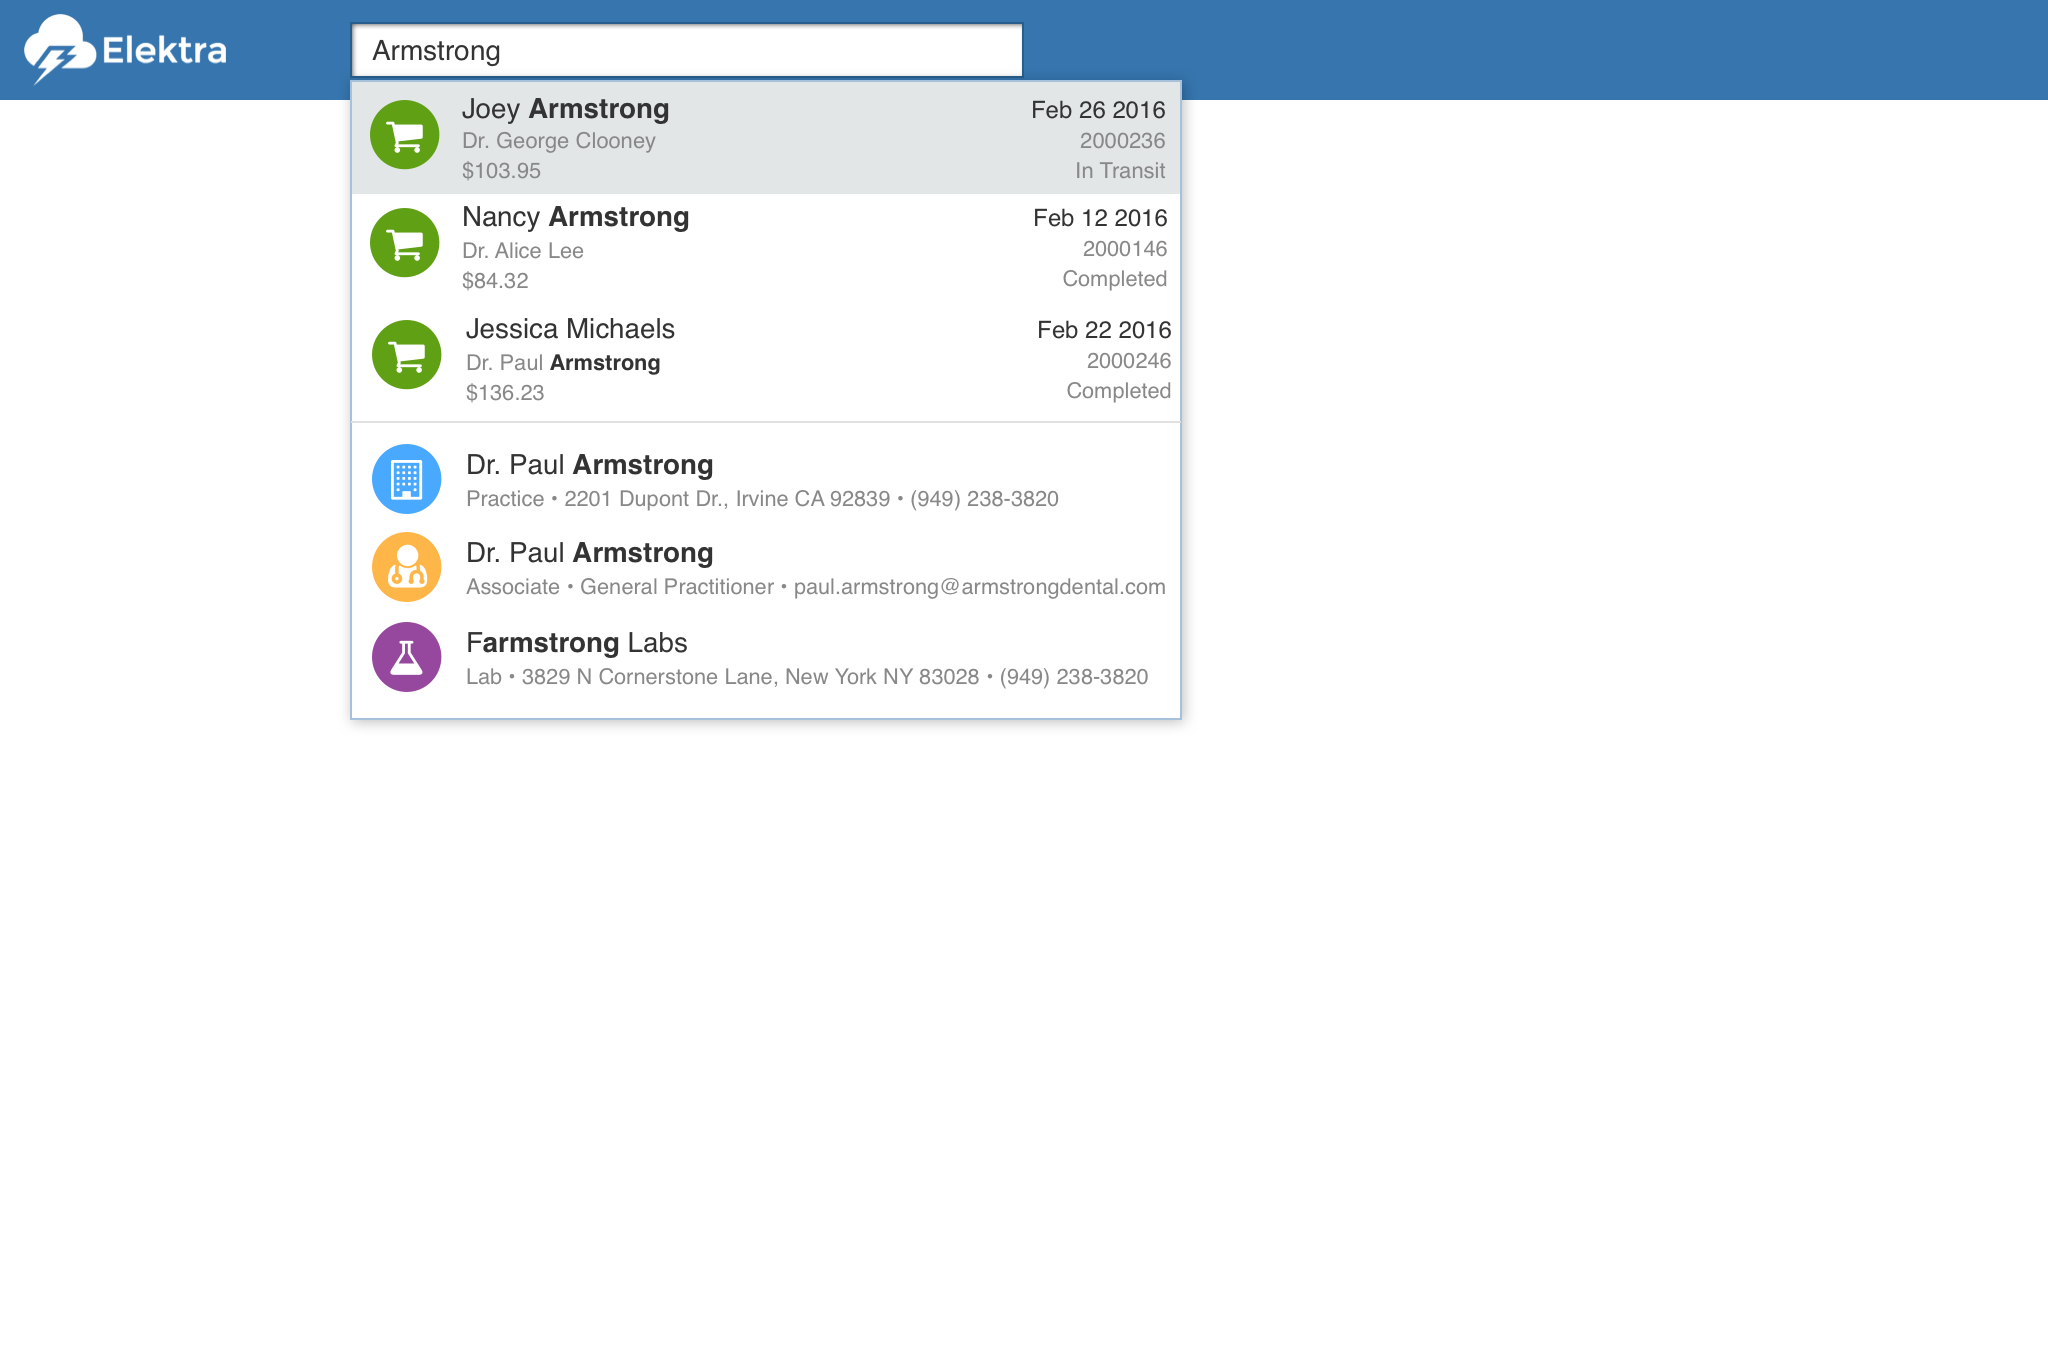 Elektra
Armstrong
Joey Armstrong Feb 26 2016
Dr. George Clooney 2000236
$103.95 In Transit
Nancy Armstrong Feb 12 2016
Dr. Alice Lee 2000146
$84.32 Completed
Jessica Michaels Feb 22 2016
Dr. Paul Armstrong 2000246
$136.23 Completed
Dr. Paul Armstrong
Practice • 2201 Dupont Dr., Irvine CA 92839 • (949) 238-3820
Dr. Paul Armstrong
Associate • General Practitioner • paul.armstrong@armstrongdental.com
Farmstrong Labs
Lab • 3829 N Cornerstone Lane, New York NY 83028 • (949) 238-3820